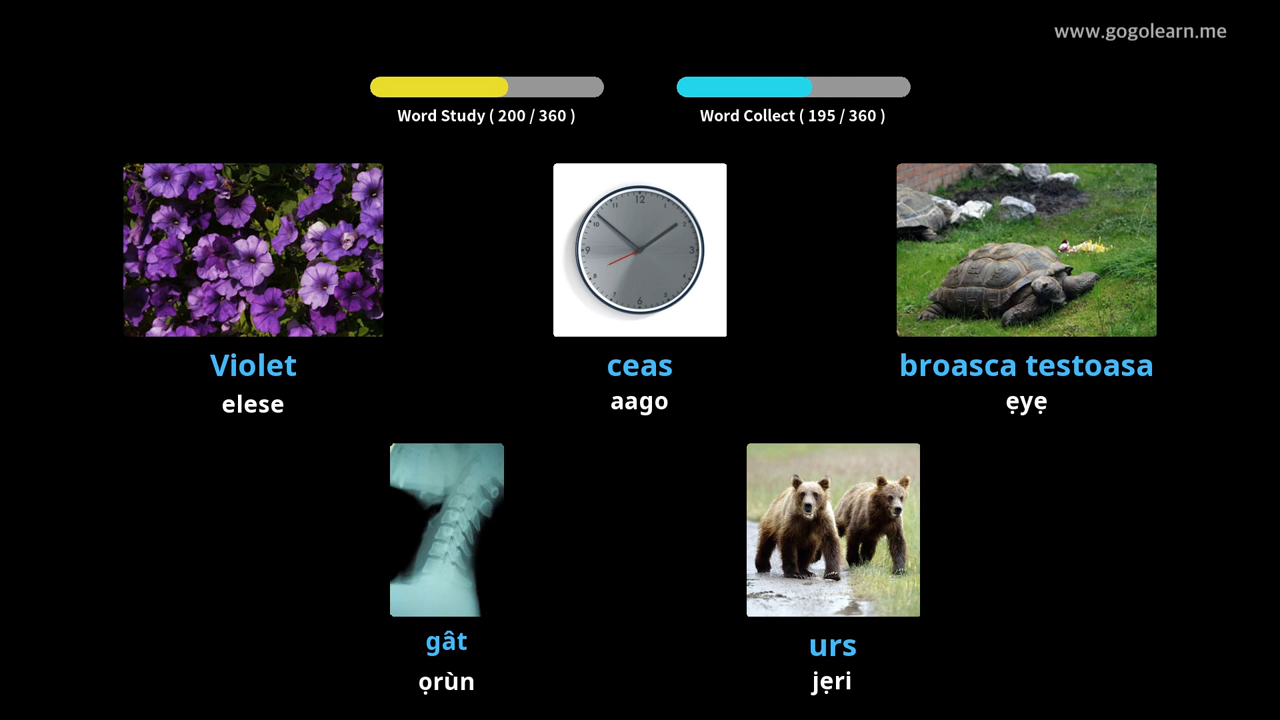 www.gogolearn.me
Word Study ( 200 / 360 )
Word Collect ( 195 / 360 )
Violet
elese
ceas
aago
broasca testoasa
ẹyẹ
gât
ọrùn
urs
jẹri